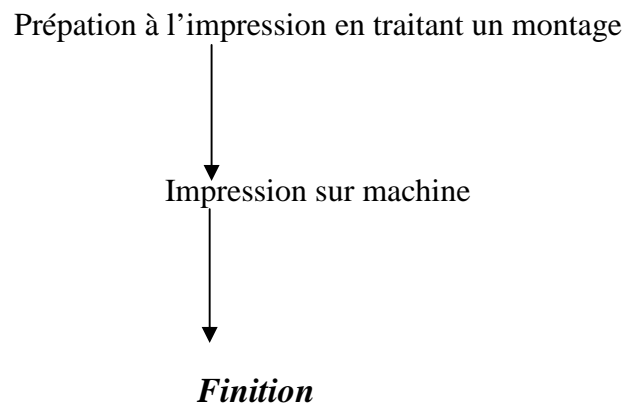 Prépation à l’impression en traitant un montage
Impression sur machine
Finition